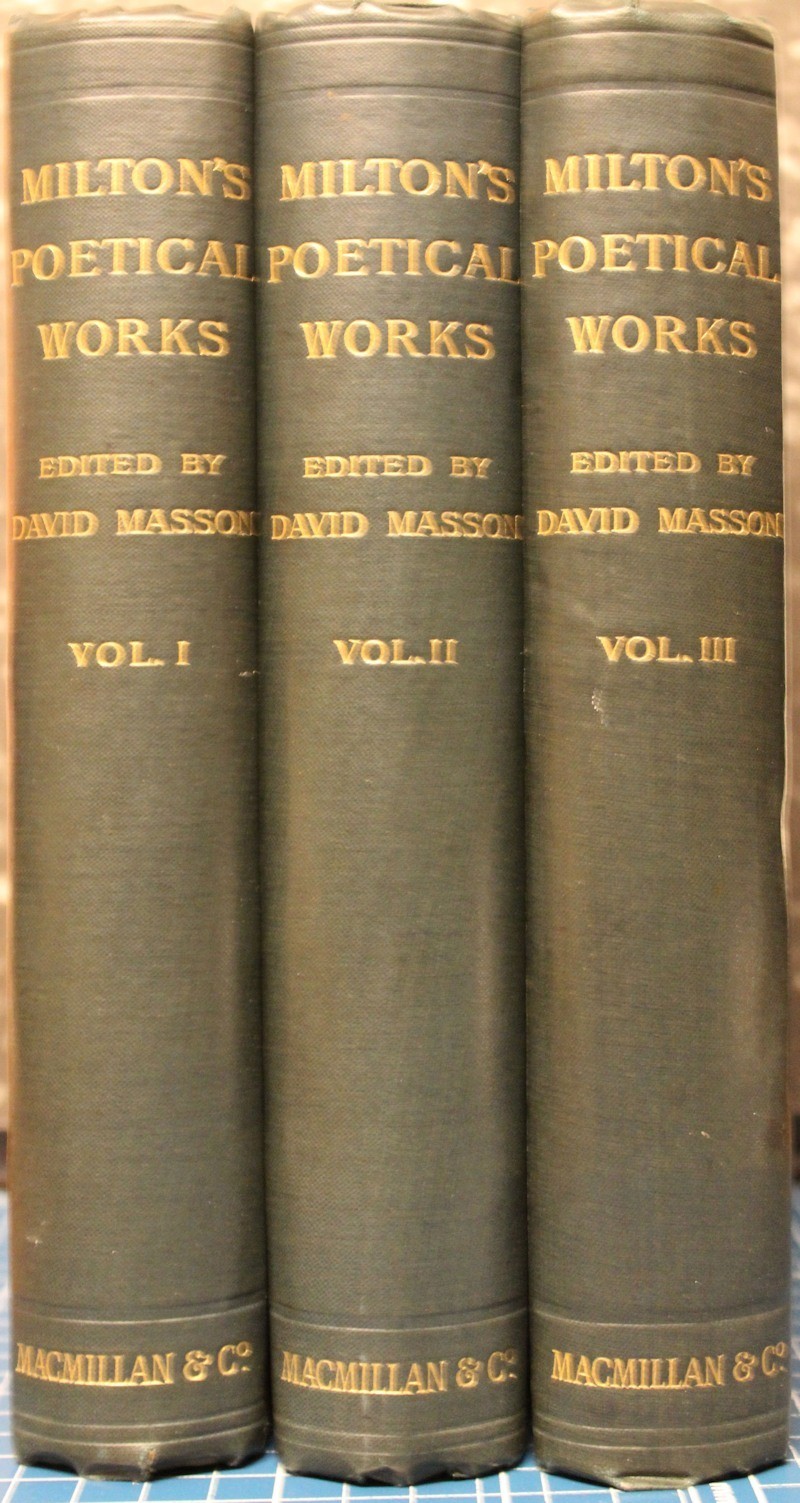 MILTON'S
POETICAL
WORKS
EDITED BY
DAVID MASSON
VOL. I
MACMILLAN & Cº.
MILTON'S
POETICAL
WORKS
EDITED BY
DAVID MASSON
VOL. II
MACMILLAN & Cº.
MILTON'S
POETICAL
WORKS
EDITED BY
DAVID MASSON
VOL. III
MACMILLAN & Cº.